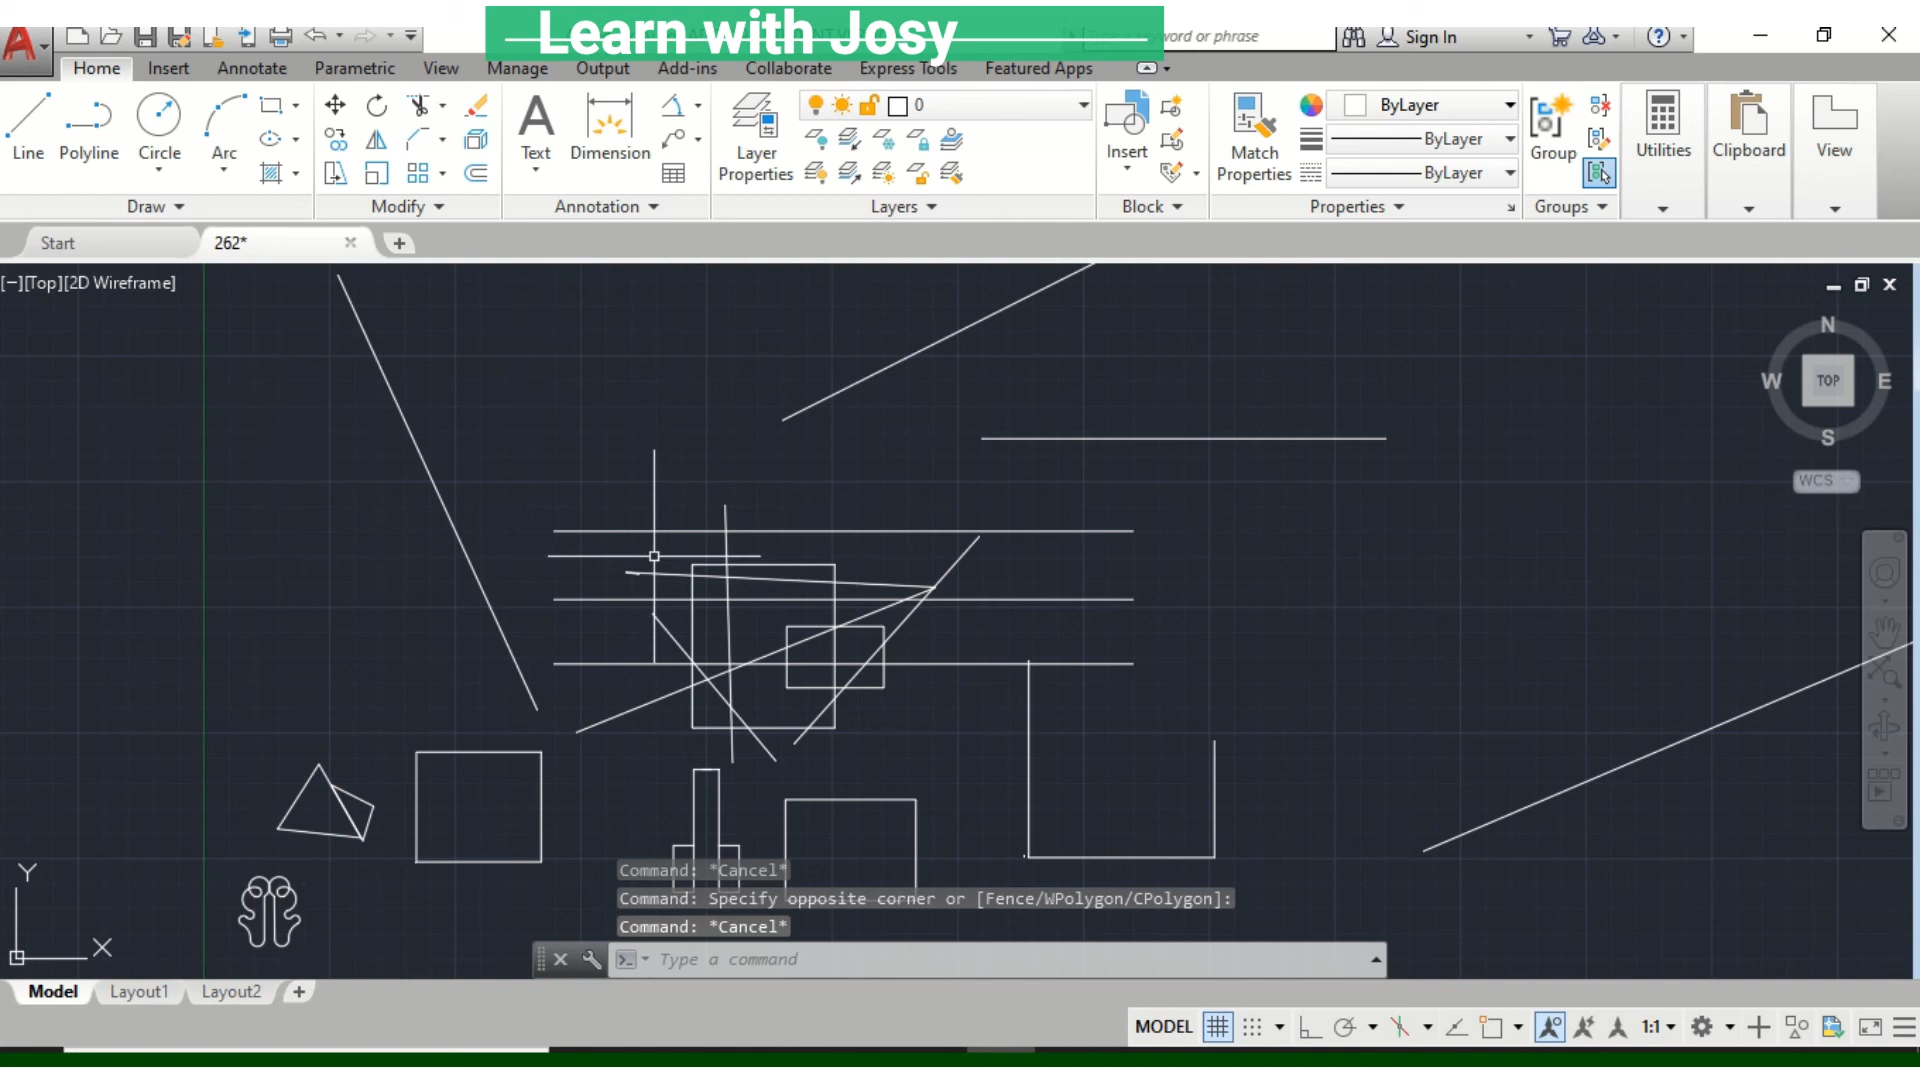 Learn with Josy
word or phrase
Sign In
Home Insert Annotate Parametric View Manage Output Add-ins Collaborate Express Tools Featured Apps
0
ByLayer
ByLayer
ByLayer
Line Polyline Circle Arc
Text Dimension
Layer Properties
Insert
Match Properties
Group
Utilities Clipboard View
Draw Modify Annotation Layers Block Properties Groups
Start 262*
[−][Top][2D Wireframe]
N
W TOP E
S
WCS
Y
X
Command: *Cancel*
Command: Specify opposite corner or [Fence/WPolygon/CPolygon]:
Command: *Cancel*
Type a command
Model Layout1 Layout2
MODEL 1:1